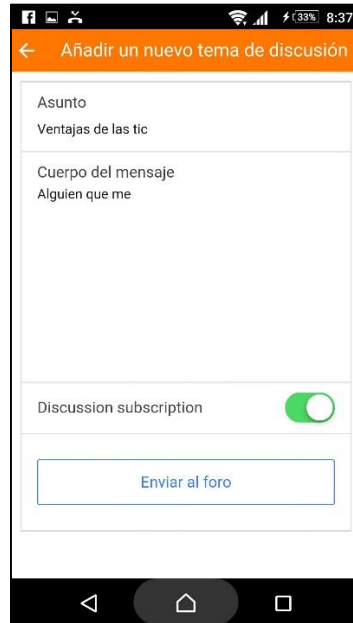 33% 8:37
Añadir un nuevo tema de discusión
Asunto
Ventajas de las tic
Cuerpo del mensaje
Alguien que me
Discussion subscription
Enviar al foro